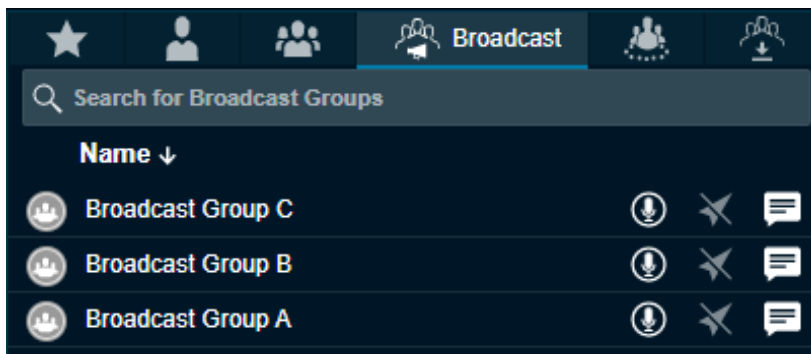 Broadcast
Search for Broadcast Groups
Name ↓
Broadcast Group C
Broadcast Group B
Broadcast Group A